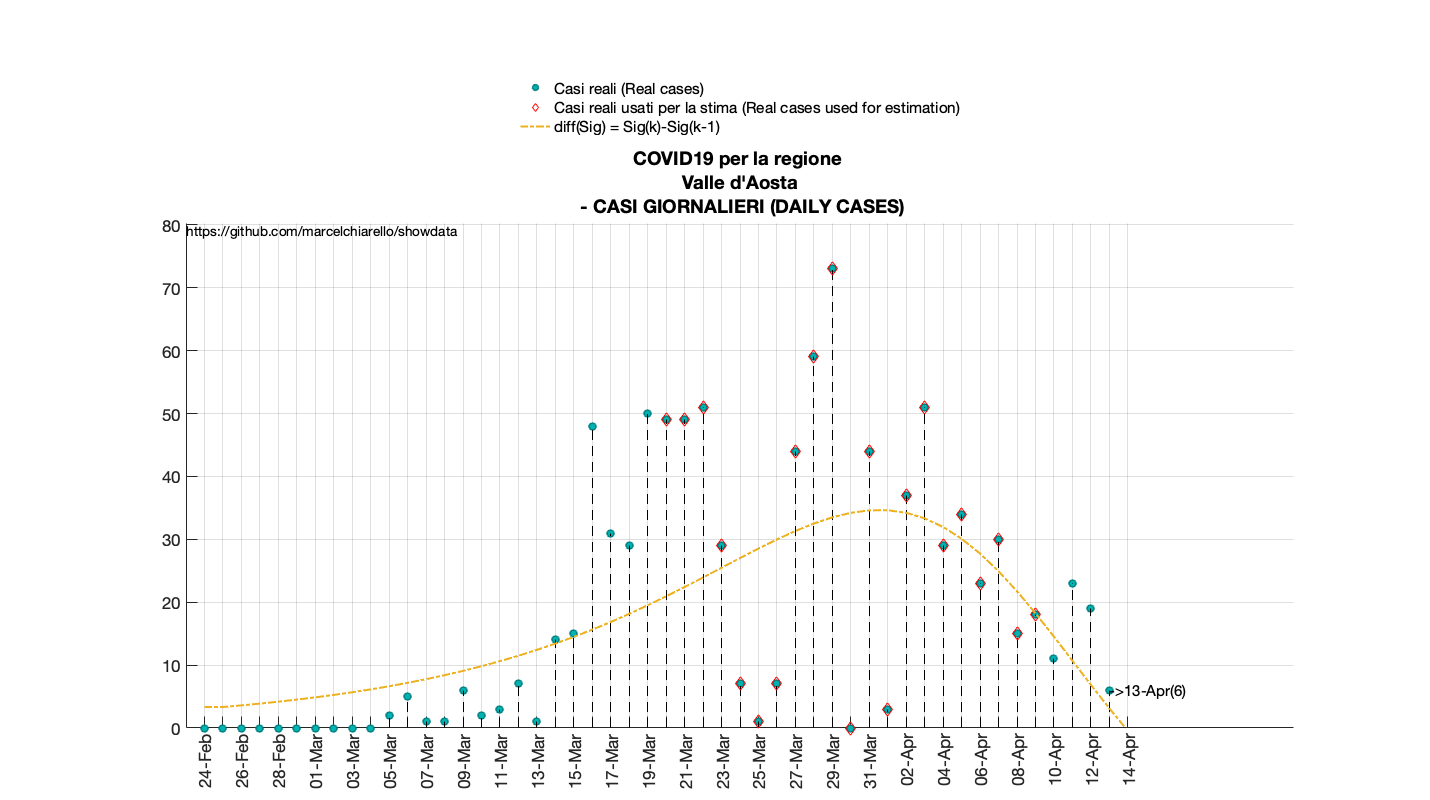 Casi reali (Real cases)
Casi reali usati per la stima (Real cases used for estimation)
diff(Sig) = Sig(k)-Sig(k-1)
COVID19 per la regione
Valle d'Aosta
- CASI GIORNALIERI (DAILY CASES)
https://github.com/marcelchiarello/showdata
80
70
60
50
40
30
20
10
0
->13-Apr(6)
24-Feb
26-Feb
28-Feb
01-Mar
03-Mar
05-Mar
07-Mar
09-Mar
11-Mar
13-Mar
15-Mar
17-Mar
19-Mar
21-Mar
23-Mar
25-Mar
27-Mar
29-Mar
31-Mar
02-Apr
04-Apr
06-Apr
08-Apr
10-Apr
12-Apr
14-Apr